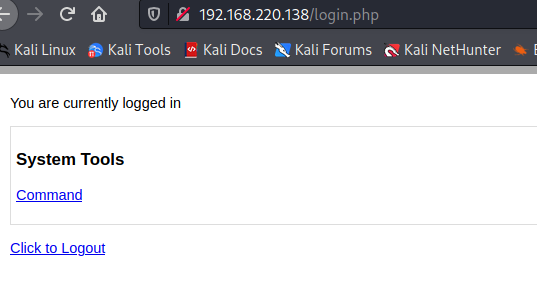 192.168.220.138/login.php
Kali Linux Kali Tools Kali Docs Kali Forums Kali NetHunter
You are currently logged in
System Tools
Command
Click to Logout